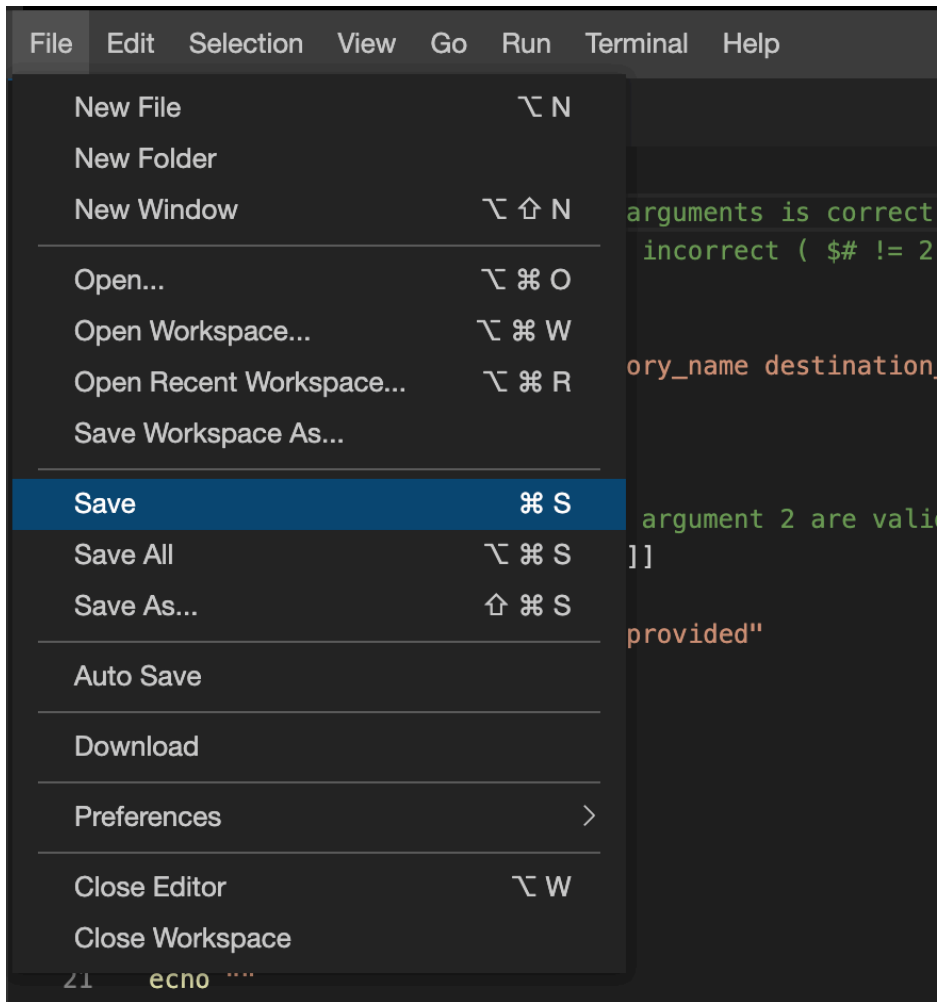 File Edit Selection View Go Run Terminal Help
New File ⌥ N
New Folder
New Window ⌥ ⇧ N
arguments is correct
incorrect ( $# != 2
Open... ⌥ ⌘ O
Open Workspace... ⌥ ⌘ W
ory_name destination_
Open Recent Workspace... ⌥ ⌘ R
Save Workspace As...
Save ⌘ S
argument 2 are vali
Save All ⌥ ⌘ S
]]
Save As... ⇧ ⌘ S
provided"
Auto Save
Download
Preferences >
Close Editor ⌥ W
Close Workspace
21 echo ""